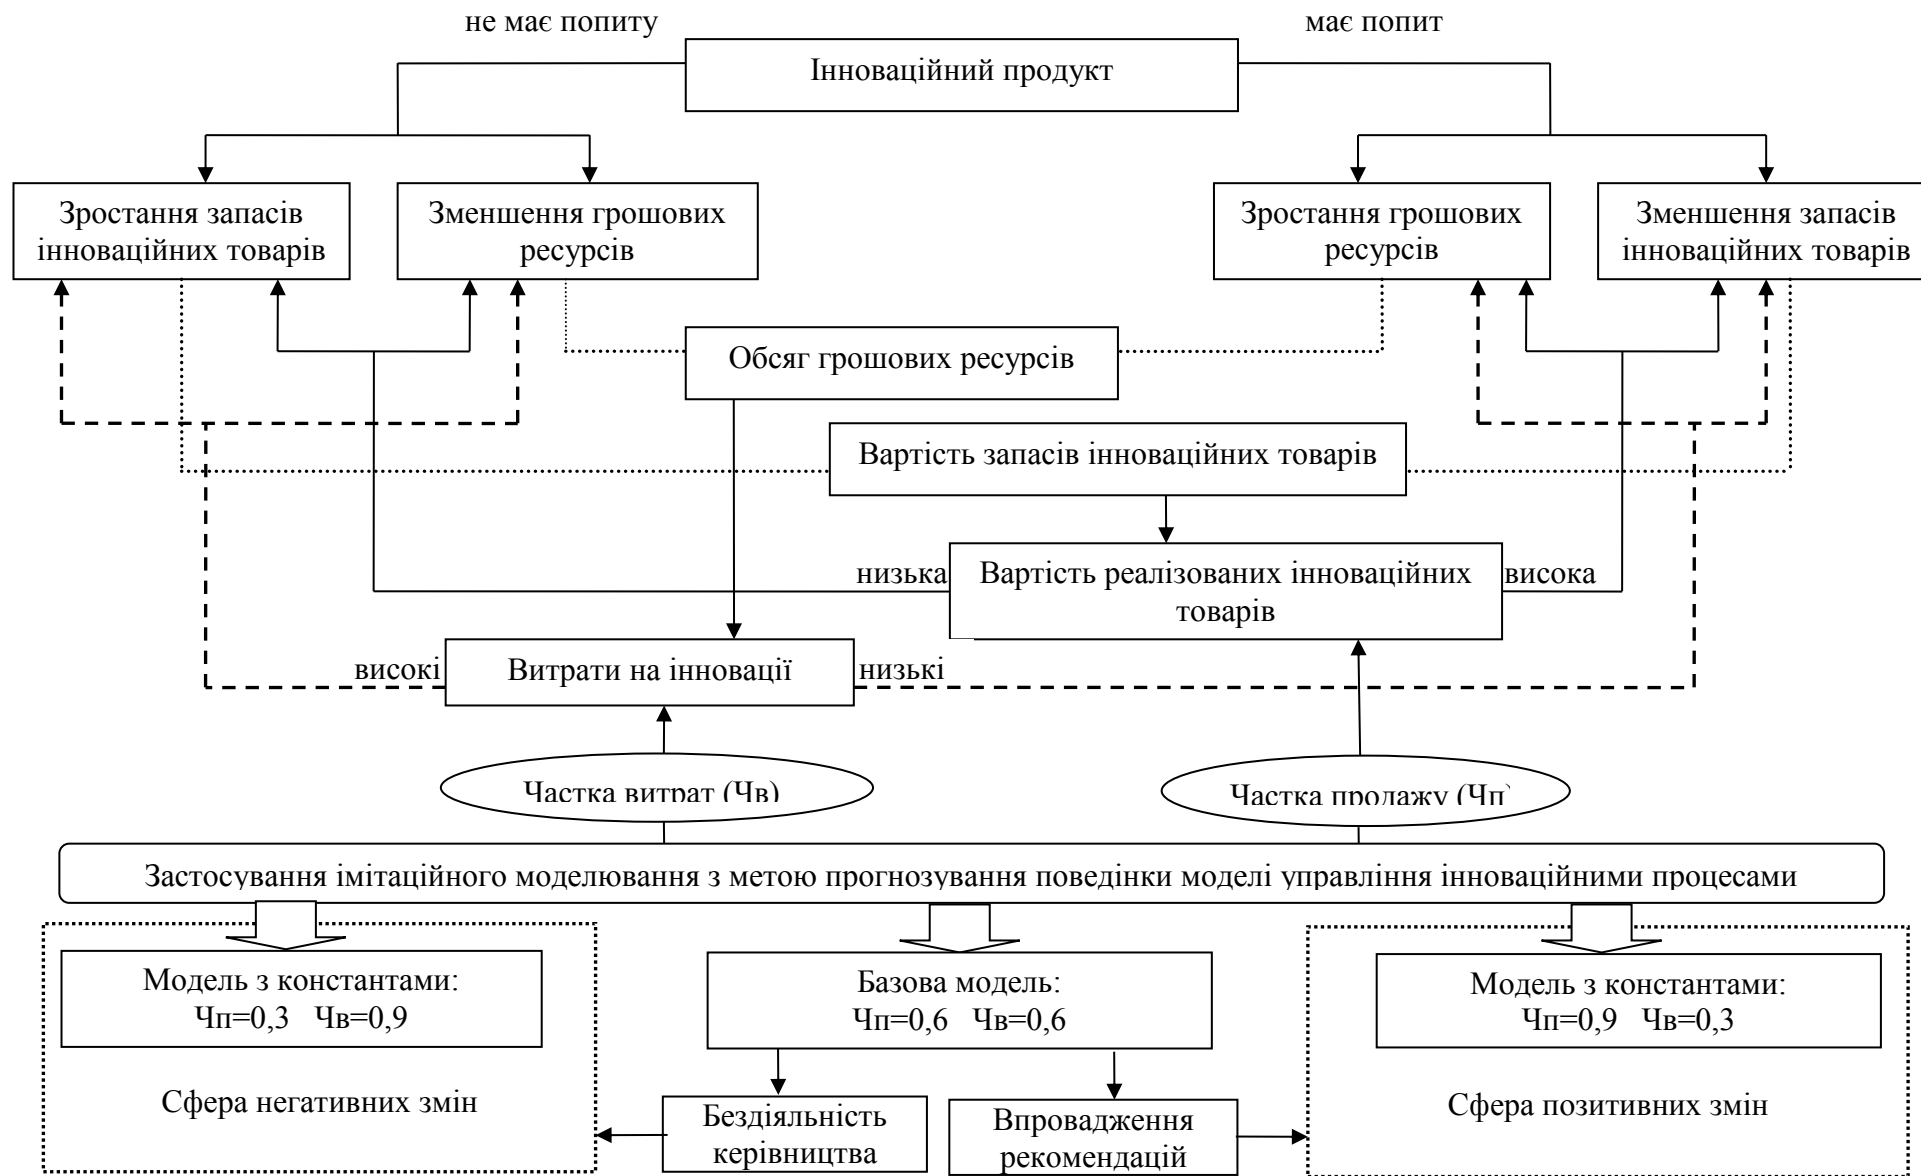 не має попиту
має попит
Інноваційний продукт
Зростання запасів
інноваційних товарів
Зменшення грошових
ресурсів
Зростання грошових
ресурсів
Зменшення запасів
інноваційних товарів
Обсяг грошових ресурсів
Вартість запасів інноваційних товарів
низька
Вартість реалізованих інноваційних
товарів
висока
високі
Витрати на інновації
низькі
Частка витрат (Чв)
Частка продажу (Чп)
Застосування імітаційного моделювання з метою прогнозування поведінки моделі управління інноваційними процесами
Модель з константами:
Чп=0,3 Чв=0,9
Базова модель:
Чп=0,6 Чв=0,6
Модель з константами:
Чп=0,9 Чв=0,3
Сфера негативних змін
Бездіяльність
керівництва
Впровадження
рекомендацій
Сфера позитивних змін